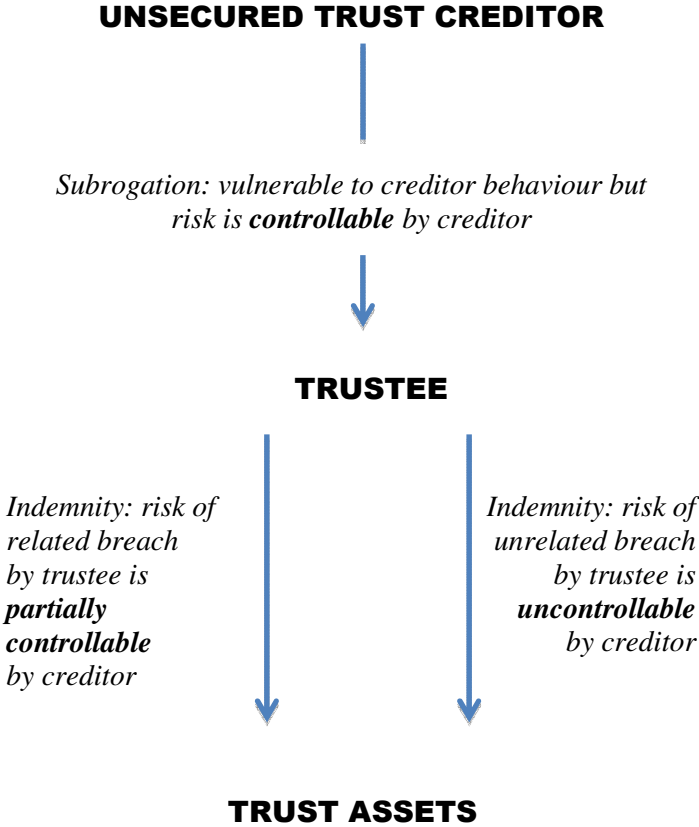 UNSECURED TRUST CREDITOR
Subrogation: vulnerable to creditor behaviour but
risk is controllable by creditor
TRUSTEE
Indemnity: risk of
related breach
by trustee is
partially
controllable
by creditor
Indemnity: risk of
unrelated breach
by trustee is
uncontrollable
by creditor
TRUST ASSETS